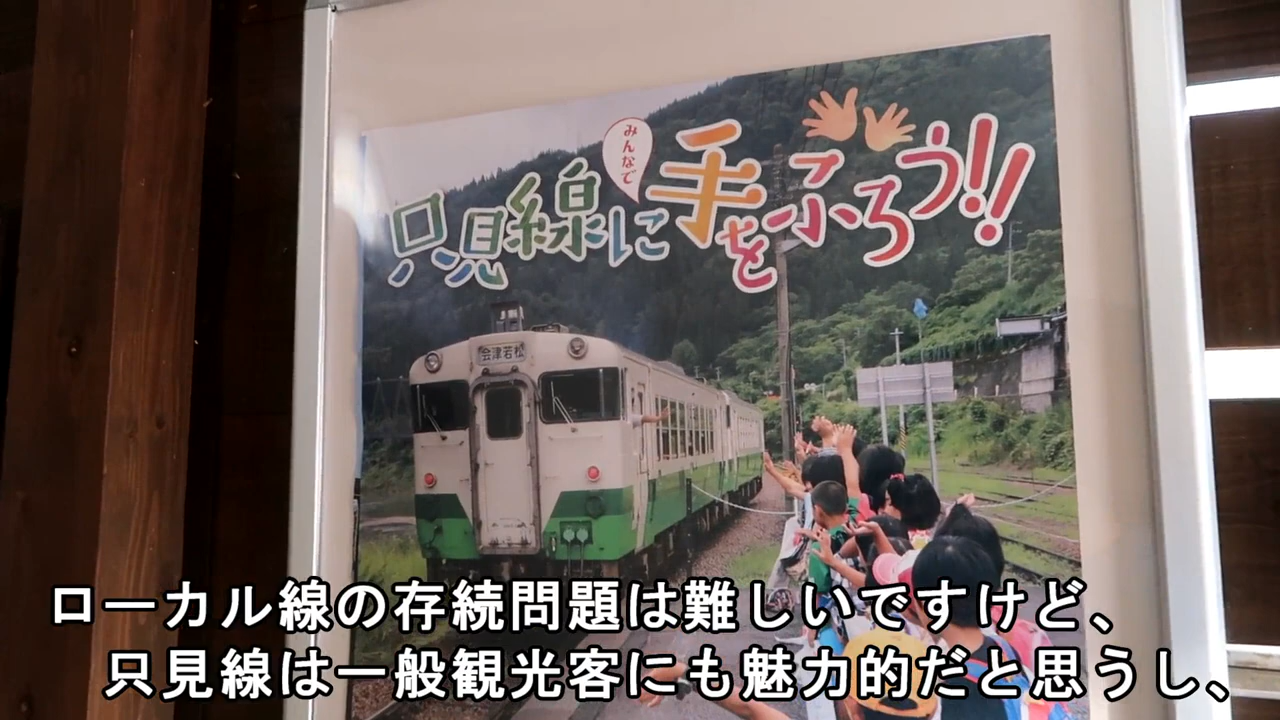 只見線に
みんなで
手をふろう!!
会津若松
ローカル線の存続問題は難しいですけど、
只見線は一般観光客にも魅力的だと思うし、